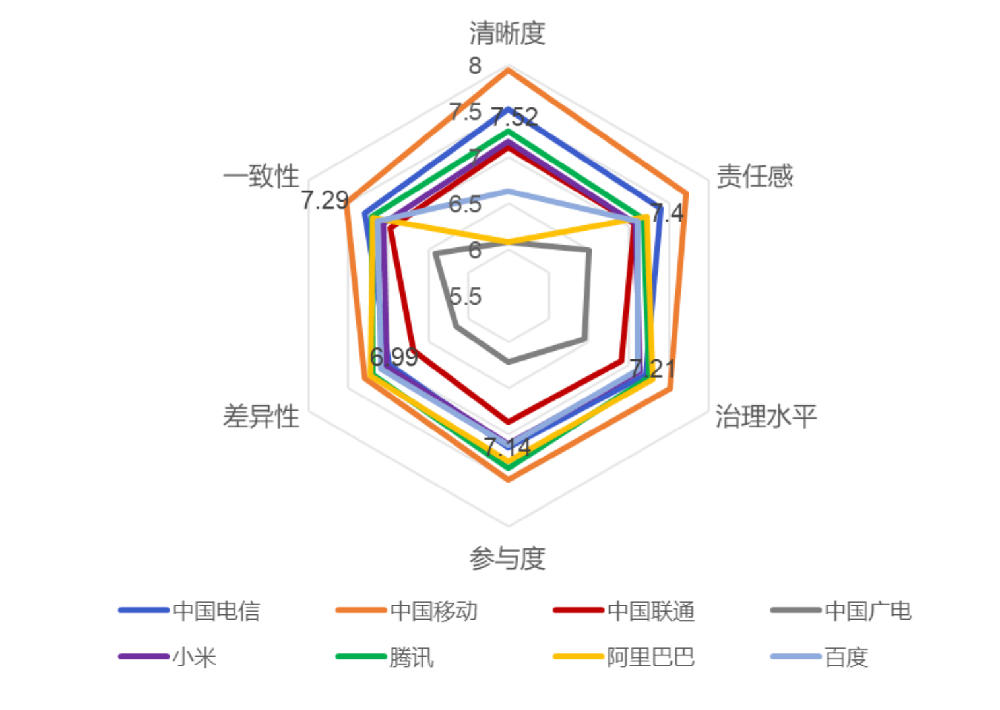 清晰度
8
7.5
7.52
7
一致性
责任感
7.29
6.5
7.4
6
5.5
6.99
7.21
差异性
治理水平
7.14
参与度
中国电信 中国移动 中国联通 中国广电
小米 腾讯 阿里巴巴 百度